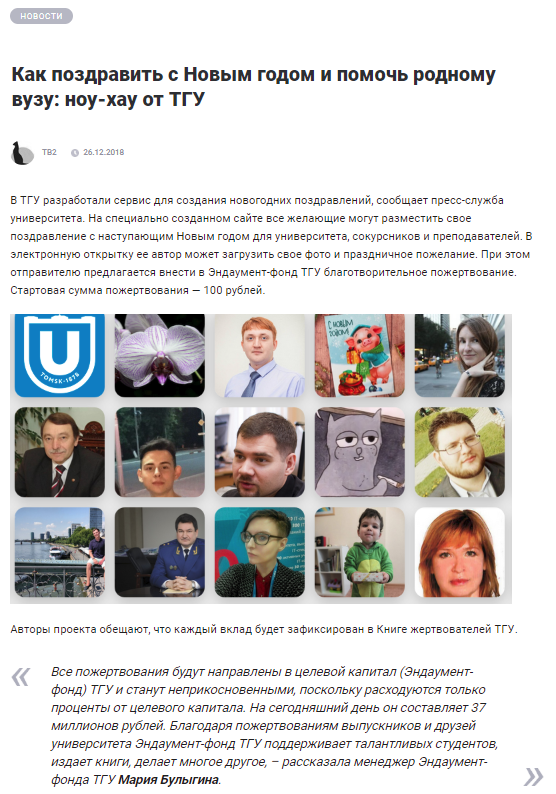 НОВОСТИ
Как поздравить с Новым годом и помочь родному
вузу: ноу-хау от ТГУ
ТВ2 26.12.2018
В ТГУ разработали сервис для создания новогодних поздравлений, сообщает пресс-служба
университета. На специально созданном сайте все желающие могут разместить свое
поздравление с наступающим Новым годом для университета, сокурсников и преподавателей. В
электронную открытку ее автор может загрузить свое фото и праздничное пожелание. При этом
отправителю предлагается внести в Эндаумент-фонд ТГУ благотворительное пожертвование.
Стартовая сумма пожертвования — 100 рублей.
U
TOMSK-1878
С НОВЫМ
ГОДОМ!
Авторы проекта обещают, что каждый вклад будет зафиксирован в Книге жертвователей ТГУ.
« Все пожертвования будут направлены в целевой капитал (Эндаумент-
фонд) ТГУ и станут неприкосновенными, поскольку расходуются только
проценты от целевого капитала. На сегодняшний день он составляет 37
миллионов рублей. Благодаря пожертвованиям выпускников и друзей
университета Эндаумент-фонд ТГУ поддерживает талантливых студентов,
издает книги, делает многое другое, – рассказала менеджер Эндаумент-
фонда ТГУ Мария Булыгина. »